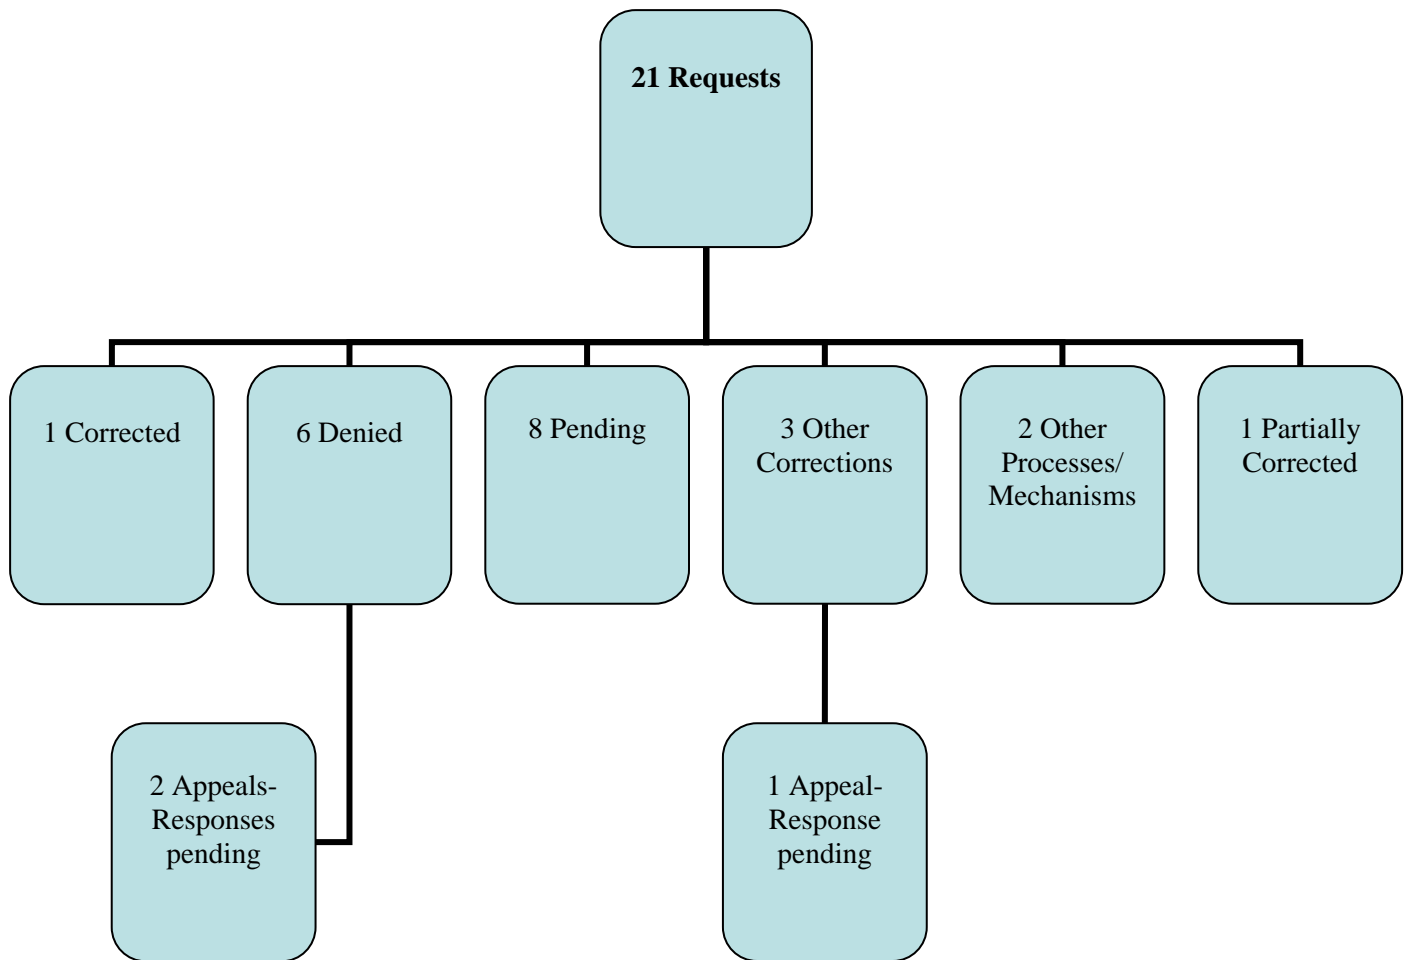 21 Requests
1 Corrected
6 Denied
8 Pending
3 Other
Corrections
2 Other
Processes/
Mechanisms
1 Partially
Corrected
2 Appeals-
Responses
pending
1 Appeal-
Response
pending